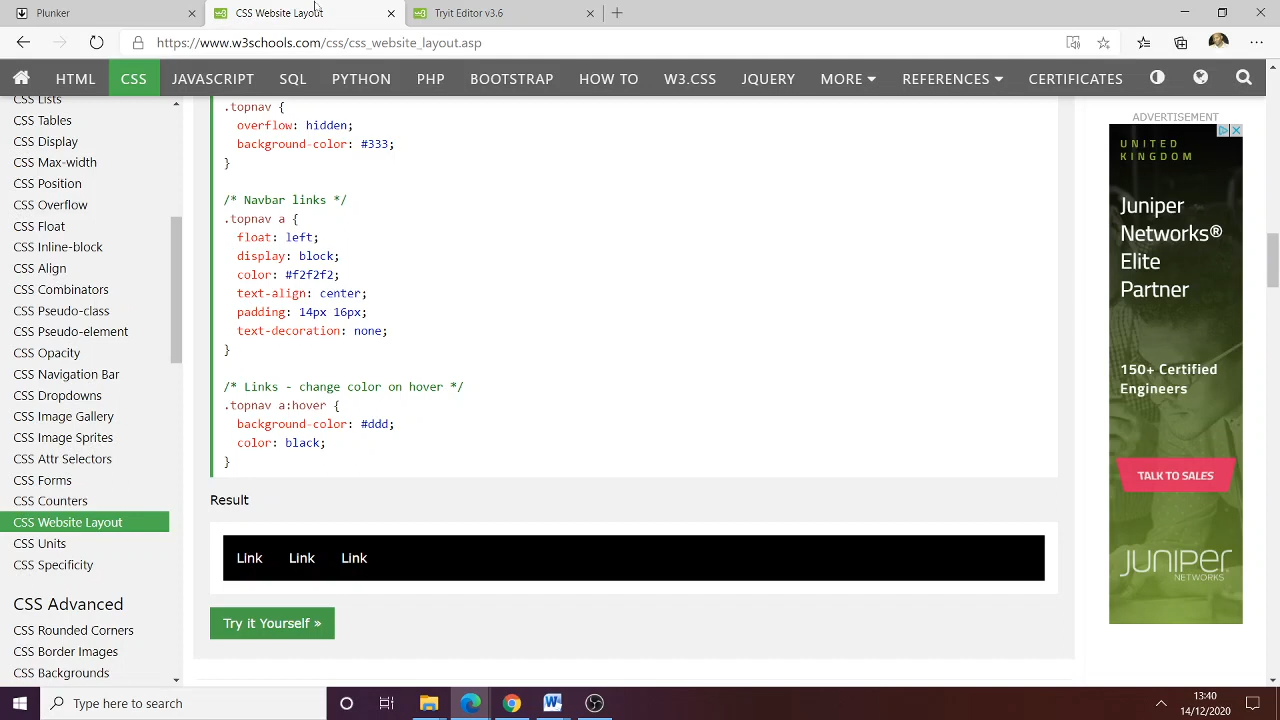 Plunker
CSS Website Layout
Tryit Editor v3.6
https://www.w3schools.com/css/css_website_layout.asp
HTML CSS JAVASCRIPT SQL PYTHON PHP BOOTSTRAP HOW TO W3.CSS JQUERY MORE REFERENCES CERTIFICATES
CSS Lists
CSS Tables
CSS Display
CSS Max-width
CSS Position
CSS Overflow
CSS Float
CSS Inline-block
CSS Align
CSS Combinators
CSS Pseudo-class
CSS Pseudo-element
CSS Opacity
CSS Navigation Bar
CSS Dropdowns
CSS Image Gallery
CSS Image Sprites
CSS Attr Selectors
CSS Forms
CSS Counters
CSS Website Layout
CSS Units
CSS Specificity
CSS Advanced
CSS Rounded Corners
CSS Border Images
CSS Backgrounds
.topnav {
overflow: hidden;
background-color: #333;
}
/* Navbar links */
.topnav a {
float: left;
display: block;
color: #f2f2f2;
text-align: center;
padding: 14px 16px;
text-decoration: none;
}
/* Links - change color on hover */
.topnav a:hover {
background-color: #ddd;
color: black;
}
Result
Link Link Link
Try it Yourself »
ADVERTISEMENT
UNITED
KINGDOM
Juniper
Networks®
Elite
Partner
150+ Certified
Engineers
TALK TO SALES
JUNIPER
NETWORKS
Type here to search
13:40
14/12/2020